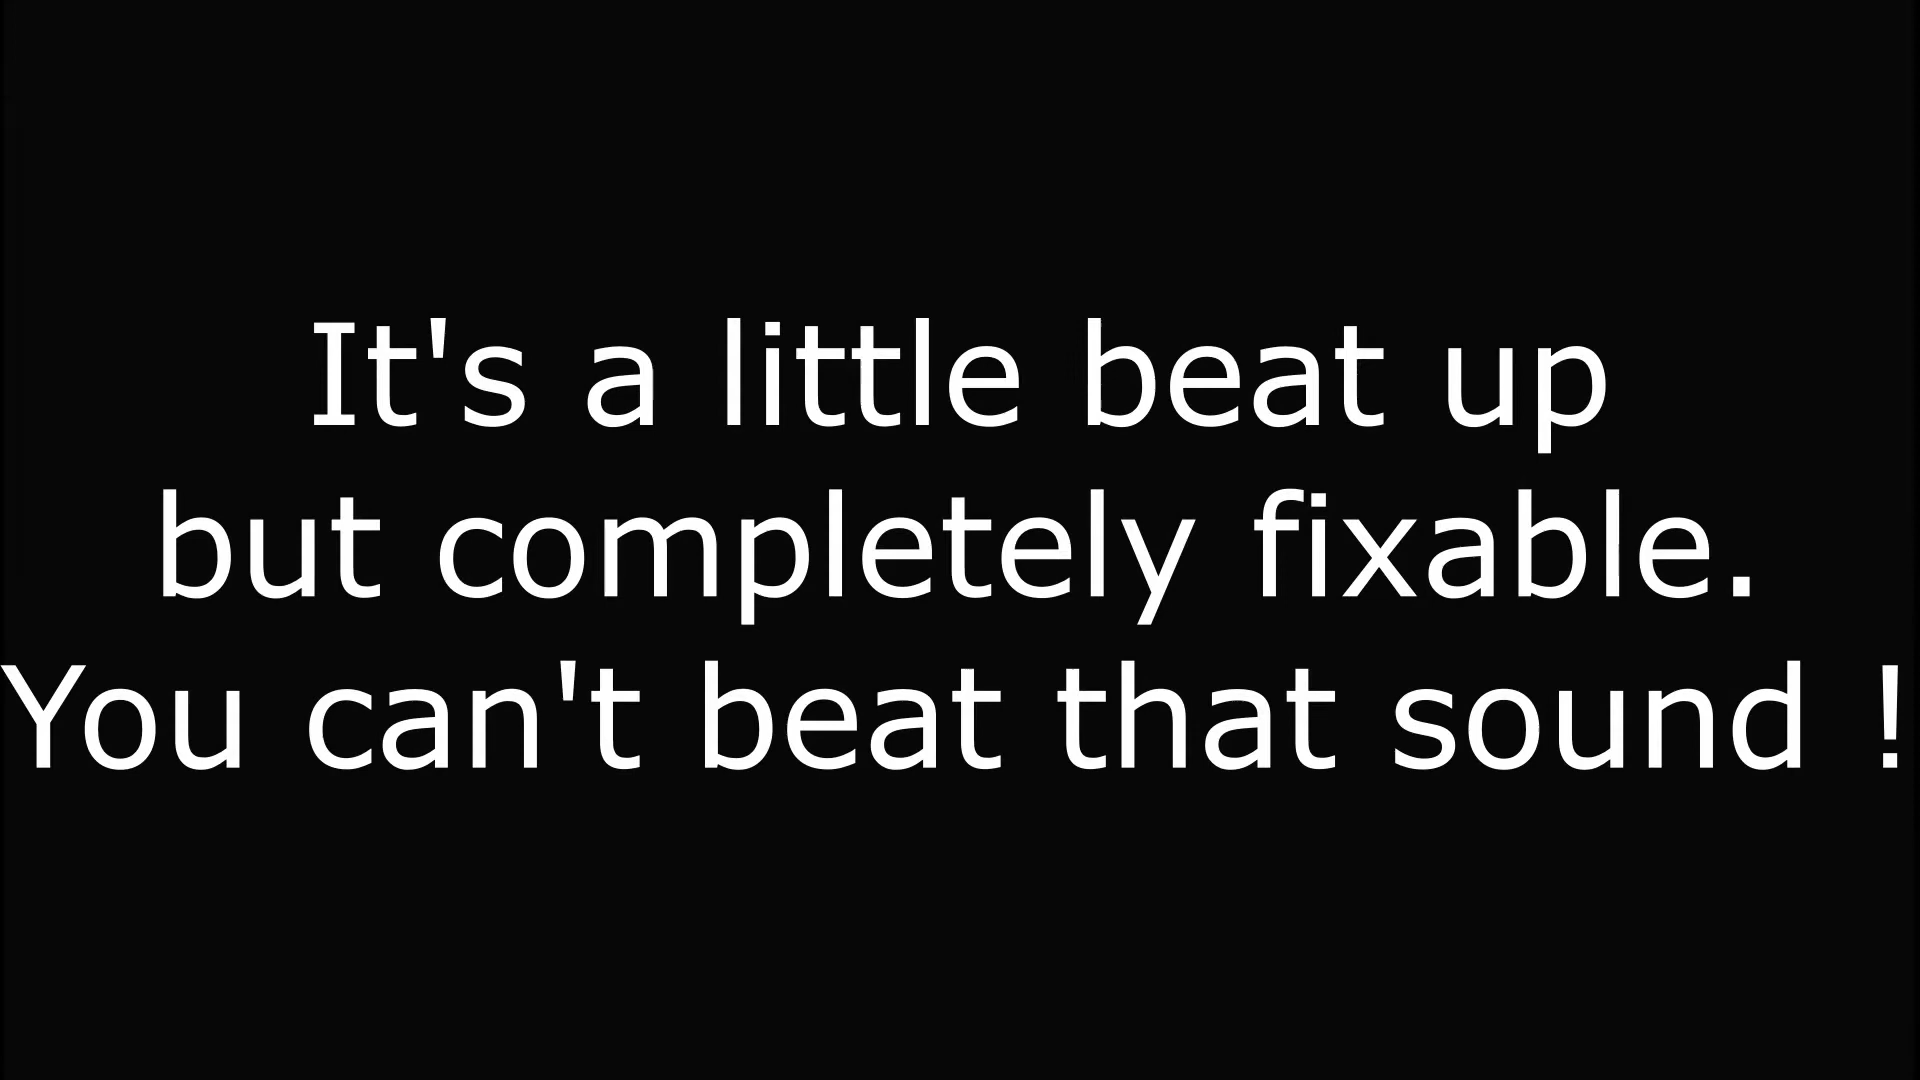 It's a little beat up
but completely fixable.
You can't beat that sound !